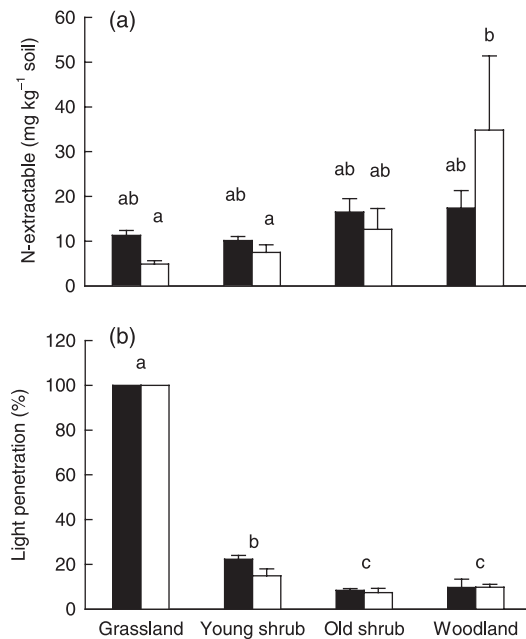 (a)
N-extractable (mg kg⁻¹ soil)
60
50
40
30
20
10
0
ab
a
ab
a
ab
ab
ab
b
(b)
Light penetration (%)
120
100
80
60
40
20
0
a
b
c
c
Grassland Young shrub Old shrub Woodland